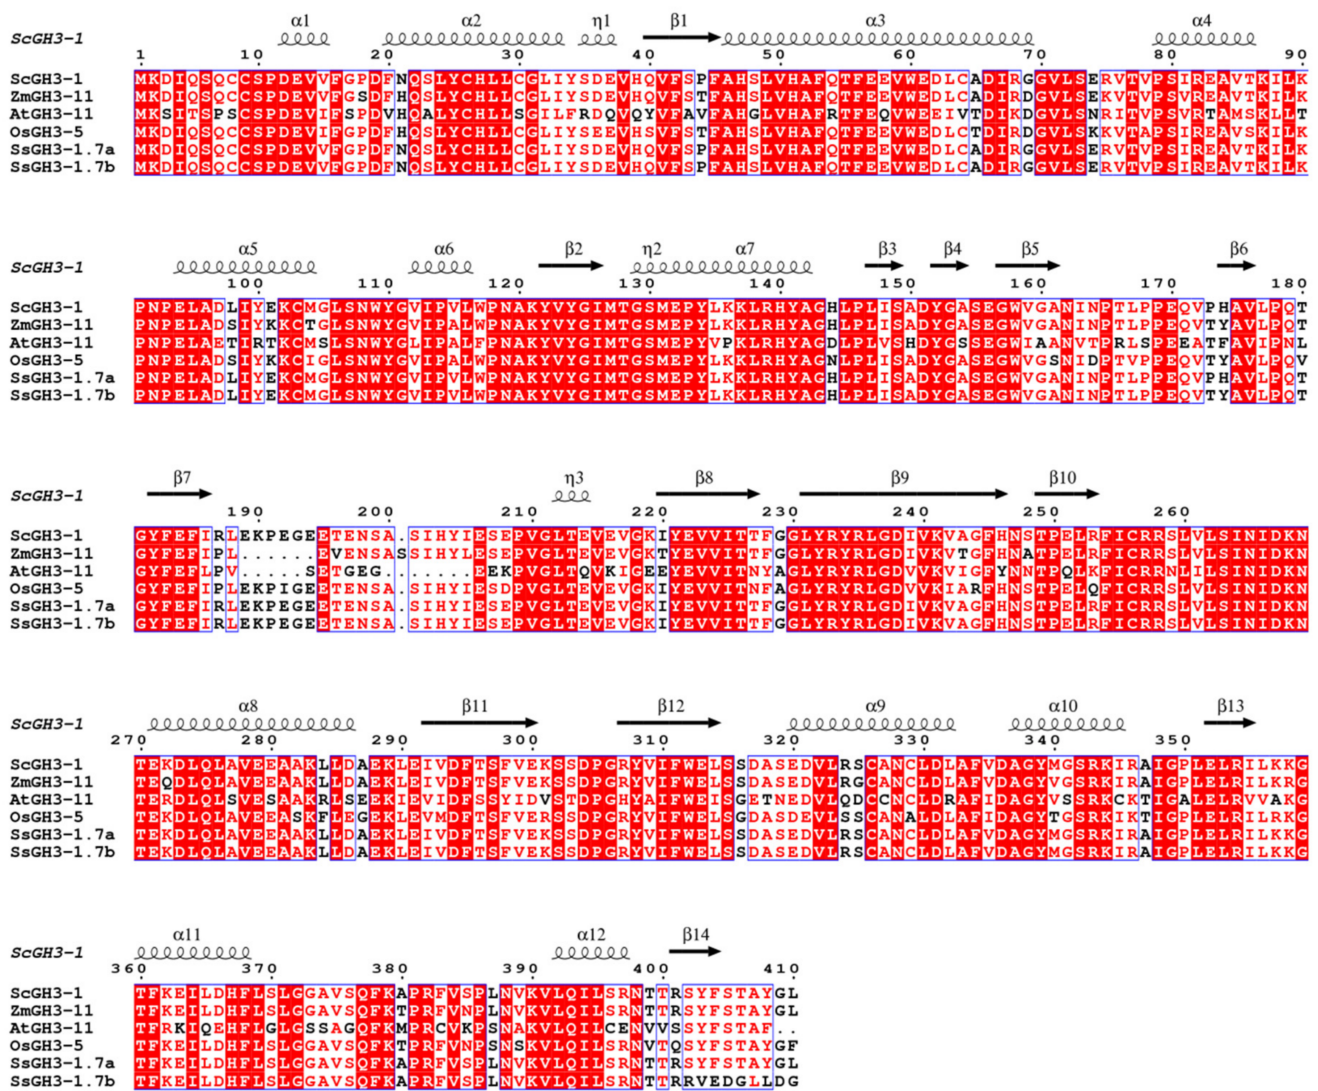 α1 α2 η1 β1 α3 α4
ScGH3-1
1 10 20 30 40 50 60 70 80 90
ScGH3-1 MKDIQSQCCSPDEVVFGPDFNQSLYCHLLCGLIYSDEVHQVFSPFAHSLVHAFQTFEEVWEDLCADIRGGVLSERVTVPSIREAVTKILK
ZmGH3-11 MKDIQSQCCSPDEVVFGSDFHQSLYCHLLCGLIYSDEVHQVFSTFAHSLVHAFQTFEEVWEDLCADIRDGVLSEKVTVPSVREAVTKILK
AtGH3-11 MKSITSPSCCSPDEVIFSPDVHQALYCHLLSGILFRDQVQYVFAVFAHGLVHAFRTFEQVWEEIVTDIKDGVLSNRITVPSVRTAMSKLLT
OsGH3-5 MKDIQSQCCSPDEVVFGPDFHQSLYCHLLCGLIYSEEVHSVFSTFAHSLVHAFQTFEEVWEDLCTDIRDGVLSKKVTAPSIREAVSKILK
SsGH3-1.7a MKDIQSQCCSPDEVVFGPDFNQSLYCHLLCGLIYSDEVHQVFSPFAHSLVHAFQTFEEVWEDLCADIRGGVLSERVTVPSIREAVTKILK
SsGH3-1.7b MKDIQSQCCSPDEVVFGPDFNQSLYCHLLCGLIYSDEVHQVFSPFAHSLVHAFQTFEEVWEDLCADIRGGVLSERVTVPSIREAVTKILK
α5 α6 β2 η2 α7 β3 β4 β5 β6
ScGH3-1
100 110 120 130 140 150 160 170 180
ScGH3-1 PNPELADLIYEKCMGLSNWYGVIPVLWPNAKYVYGIMTGSMEPYLKKLRHYAGHLPLISADYGASEGWVGANINPTLPPEQVPHAVLPQT
ZmGH3-11 PNPELADSIYKKCTGLSNWYGVIPALWPNAKYVYGIMTGSMEPYLKKLRHYAGHLPLISADYGASEGWVGANINPTLPPEQVTYAVLPQT
AtGH3-11 PNPELAETIRTKCMSLSNWYGLIPALFPNAKYVYGIMTGSMEPYVPKLRHYAGDLPLVSHDYGSSEGWIAANVTPRLSPEEATFAVIPNL
OsGH3-5 PNPELADSIYKKCIGLSNWYGVIPALWPNAKYVYGIMTGSMEPYLKKLRHYAGNLPLISADYGASEGWVGSNIDPTVPPEQVTYAVLPQV
SsGH3-1.7a PNPELADLIYEKCMGLSNWYGVIPVLWPNAKYVYGIMTGSMEPYLKKLRHYAGHLPLISADYGASEGWVGANINPTLPPEQVPHAVLPQT
SsGH3-1.7b PNPELADLIYEKCMGLSNWYGVIPVLWPNAKYVYGIMTGSMEPYLKKLRHYAGHLPLISADYGASEGWVGANINPTLPPEQVTYAVLPQT
β7 η3 β8 β9 β10
ScGH3-1
190 200 210 220 230 240 250 260
ScGH3-1 GYFEFIRLEKPEGEETENSA.SIHYIESEPVGLTEVEVGKIYEVVITTFGGLYRYRLGDIVKVAGFHNSTPELRFICRRSLVLSINIDKN
ZmGH3-11 GYFEFIPL......EVENSASSIHYLESEPVGLTEVEVGKTYEVVITTFGGLYRYRLGDIVKVTGFHNATPELRFICRRSLVLSINIDKN
AtGH3-11 GYFEFLPV......SETGEG.......EEKPVGLTQVKIGEEYEVVITNYAGLYRYRLGDVVKVIGFYNNTPQLKFICRRNLILSINIDKN
OsGH3-5 GYFEFIPLEKPIGEETENSA.SIHYIESDPVGLTEVEVGKIYEVVITNFAGLYRYRLGDIVKIARFHNSTPELQFICRRSLVLSINIDKN
SsGH3-1.7a GYFEFIRLEKPEGEETENSA.SIHYIESEPVGLTEVEVGKIYEVVITTFGGLYRYRLGDIVKVAGFHNSTPELRFICRRSLVLSINIDKN
SsGH3-1.7b GYFEFIRLEKPEGEETENSA.SIHYIESEPVGLTEVEVGKIYEVVITTFGGLYRYRLGDIVKVAGFHNSTPELRFICRRSLVLSINIDKN
α8 β11 β12 α9 α10 β13
ScGH3-1
270 280 290 300 310 320 330 340 350
ScGH3-1 TEKDLQLAVEEAAKLLDAEKLEIVDFTSFVEKSSDPGRYVIFWELSSDASEDVLRSCANCLDLAFVDAGYMGSRKIRAIGPLELRILKKG
ZmGH3-11 TEQDLQLAVEEAAKLLDAEKLEIVDFTSFVEKSSDPGRYVIFWELSSDASEDVLRGCANCLDLAFVDAGYMGSRKIRAIGPLELRILKKG
AtGH3-11 TERDLQLSVESAAKRLSEEKIEVIDFSSYIDVSTDPGHYAIFWEISGETNEDVLQDCCNCLDRAFIDAGYVSSRKCKTIGALELRVVAKG
OsGH3-5 TEKDLQLAVEEASKFLEGEKLEVMDFTSFVERSSDPGRYVIFWELSGDASDEVLSSCANALDLAFIDAGYTGSRKIKTIGPLELRILRKG
SsGH3-1.7a TEKDLQLAVEEAAKLLDAEKLEIVDFTSFVEKSSDPGRYVIFWELSGDASEDVLRSCANCLDLAFVDAGYMGSRKIRAIGPLELRILKKG
SsGH3-1.7b TEKDLQLAVEEAAKLLDAEKLEIVDFTSFVEKSSDPGRYVIFWELSSDASEDVLRSCANCLDLAFVDAGYMGSRKIRAIGPLELRILKKG
α11 α12 β14
ScGH3-1
360 370 380 390 400 410
ScGH3-1 TFKEILDHFLSLGGAVSQFKAPRFVSPLNVKVLQILSRNTTRSYFSTAYGL
ZmGH3-11 TFKEILDHFLSLGGAVSQFKTPRFVNPLNVKVLQILSRNTTRSYFSTAYGL
AtGH3-11 TFRKIQEHFLGLGSSAGQFKMPRCVKPSNAKVLQILCENVVSSYFSTAF..
OsGH3-5 TFKEILDHFLSLGGAVSQFKTPRFVNPSNSKVLQILSRNVTQSYFSTAYGF
SsGH3-1.7a TFKEILDHFLSLGGAVSQFKAPRFVSPLNVKVLQILSRNTTRSYFSTAYGL
SsGH3-1.7b TFKEILDHFLSLGGAVSQFKAPRFVSPLNVKVLQILSRNTTRRVEDGLLDG